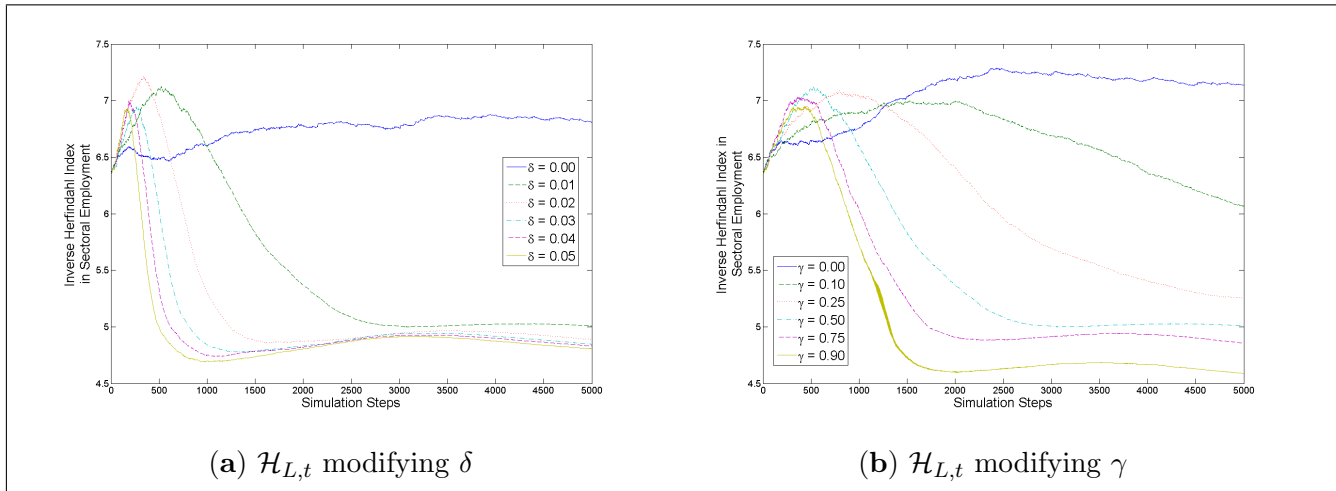 7.5
7
6.5
6
5.5
5
4.5
0 500 1000 1500 2000 2500 3000 3500 4000 4500 5000
Simulation Steps
Inverse Herfindahl Index
in Sectoral Employment
δ = 0.00
δ = 0.01
δ = 0.02
δ = 0.03
δ = 0.04
δ = 0.05
(a) ℋL,t modifying δ
7.5
7
6.5
6
5.5
5
4.5
0 500 1000 1500 2000 2500 3000 3500 4000 4500 5000
Simulation Steps
Inverse Herfindahl Index in
Sectoral Employment
γ = 0.00
γ = 0.10
γ = 0.25
γ = 0.50
γ = 0.75
γ = 0.90
(b) ℋL,t modifying γ